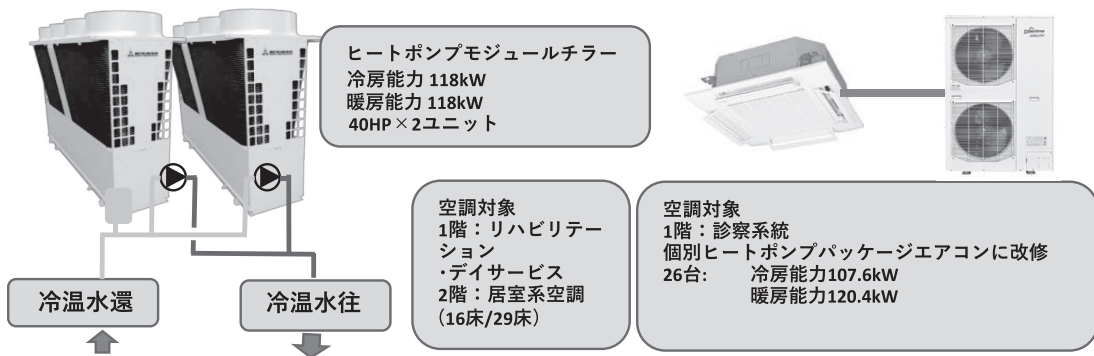 ヒートポンプモジュールチラー
冷房能力 118kW
暖房能力 118kW
40HP×2ユニット
空調対象
1階：リハビリテー
ション
・デイサービス
2階：居室系空調
(16床/29床)
空調対象
1階：診察系統
個別ヒートポンプパッケージエアコンに改修
26台: 冷房能力107.6kW
暖房能力120.4kW
冷温水還
冷温水往